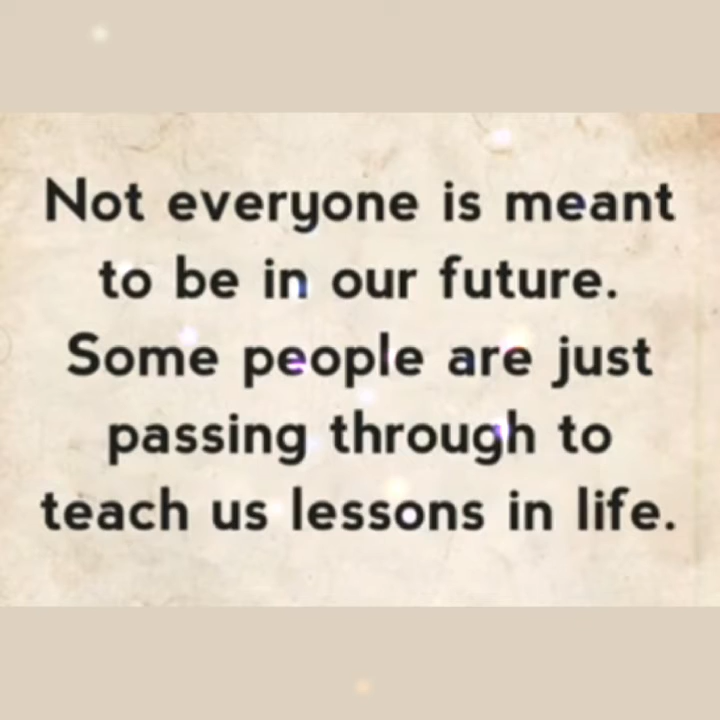 Not everyone is meant
to be in our future.
Some people are just
passing through to
teach us lessons in life.